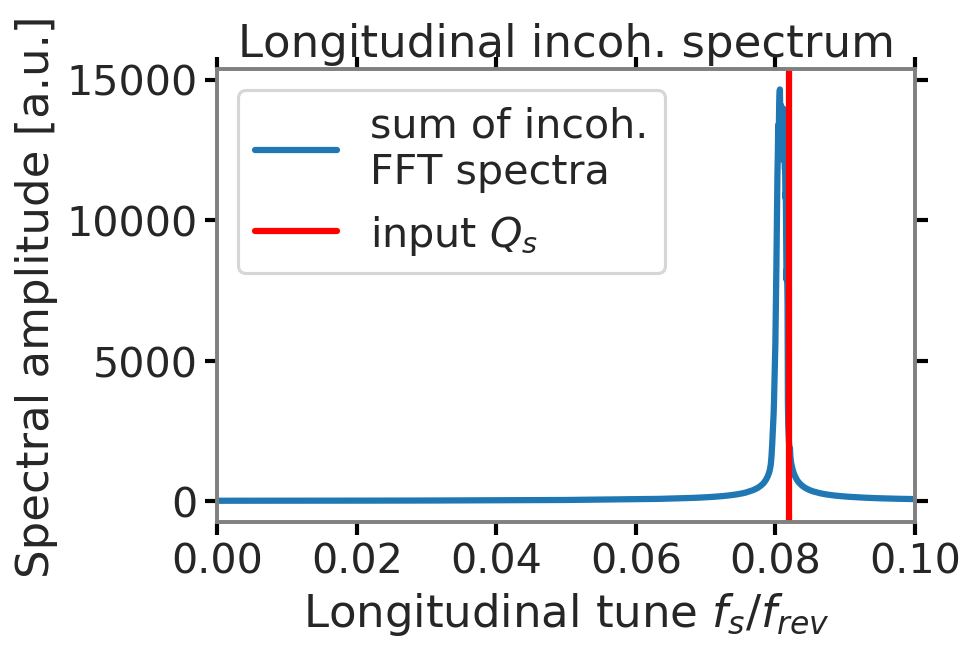 Longitudinal incoh. spectrum
Spectral amplitude [a.u.]
15000
10000
5000
0
sum of incoh.
FFT spectra
input Q_s
0.00 0.02 0.04 0.06 0.08 0.10
Longitudinal tune f_s/f_rev